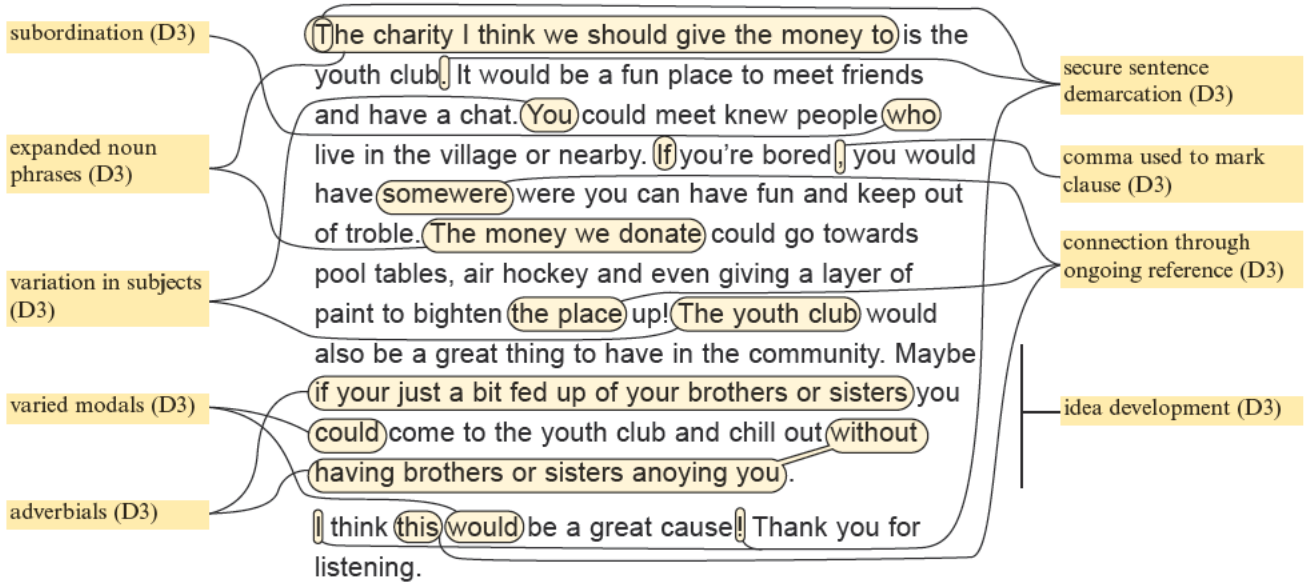 subordination (D3)
expanded noun
phrases (D3)
variation in subjects
(D3)
varied modals (D3)
adverbials (D3)
The charity I think we should give the money to is the
youth club. It would be a fun place to meet friends
and have a chat. You could meet knew people who
live in the village or nearby. If you're bored, you would
have somewere were you can have fun and keep out
of troble. The money we donate could go towards
pool tables, air hockey and even giving a layer of
paint to bighten the place up! The youth club would
also be a great thing to have in the community. Maybe
if your just a bit fed up of your brothers or sisters you
could come to the youth club and chill out without
having brothers or sisters anoying you.
I think this would be a great cause! Thank you for
listening.
secure sentence
demarcation (D3)
comma used to mark
clause (D3)
connection through
ongoing reference (D3)
idea development (D3)